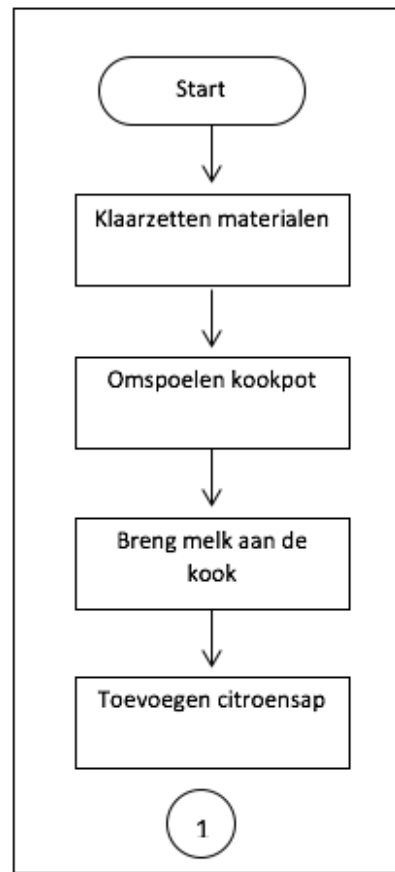 Start
Klaarzetten materialen
Omspoelen kookpot
Breng melk aan de
kook
Toevoegen citroensap
1